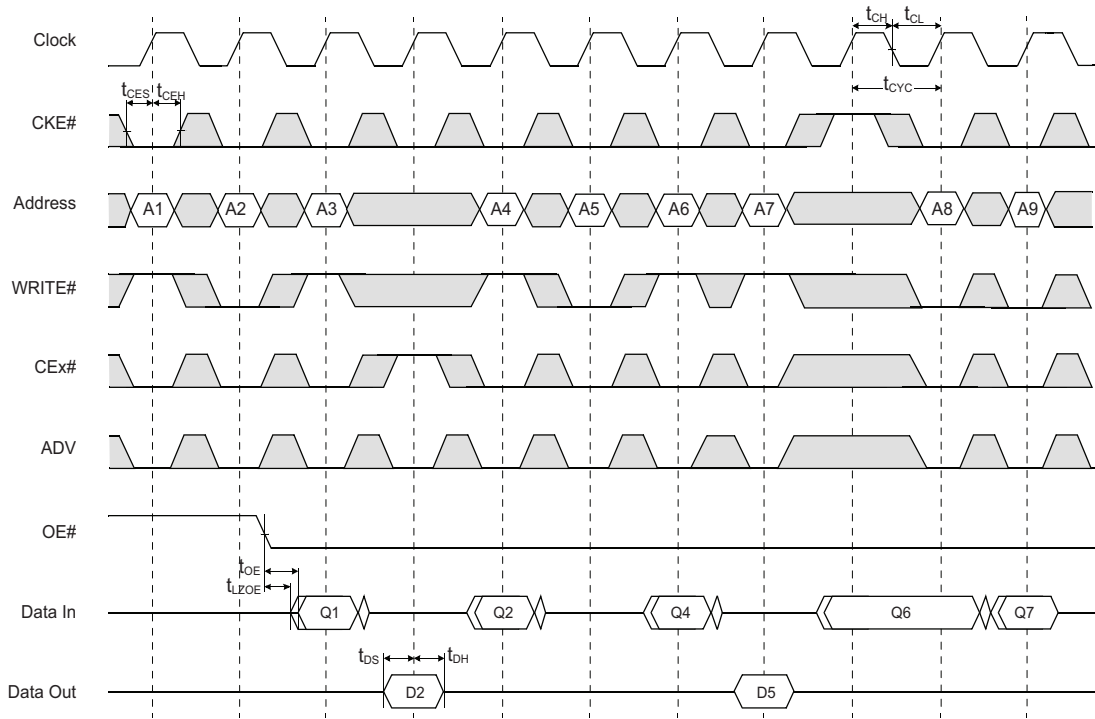 Clock
tCH
tCL
tCYC
tCES
tCEH
CKE#
Address
A1
A2
A3
A4
A5
A6
A7
A8
A9
WRITE#
CEx#
ADV
OE#
tOE
tLZOE
Data In
Q1
Q2
Q4
Q6
Q7
tDS
tDH
Data Out
D2
D5